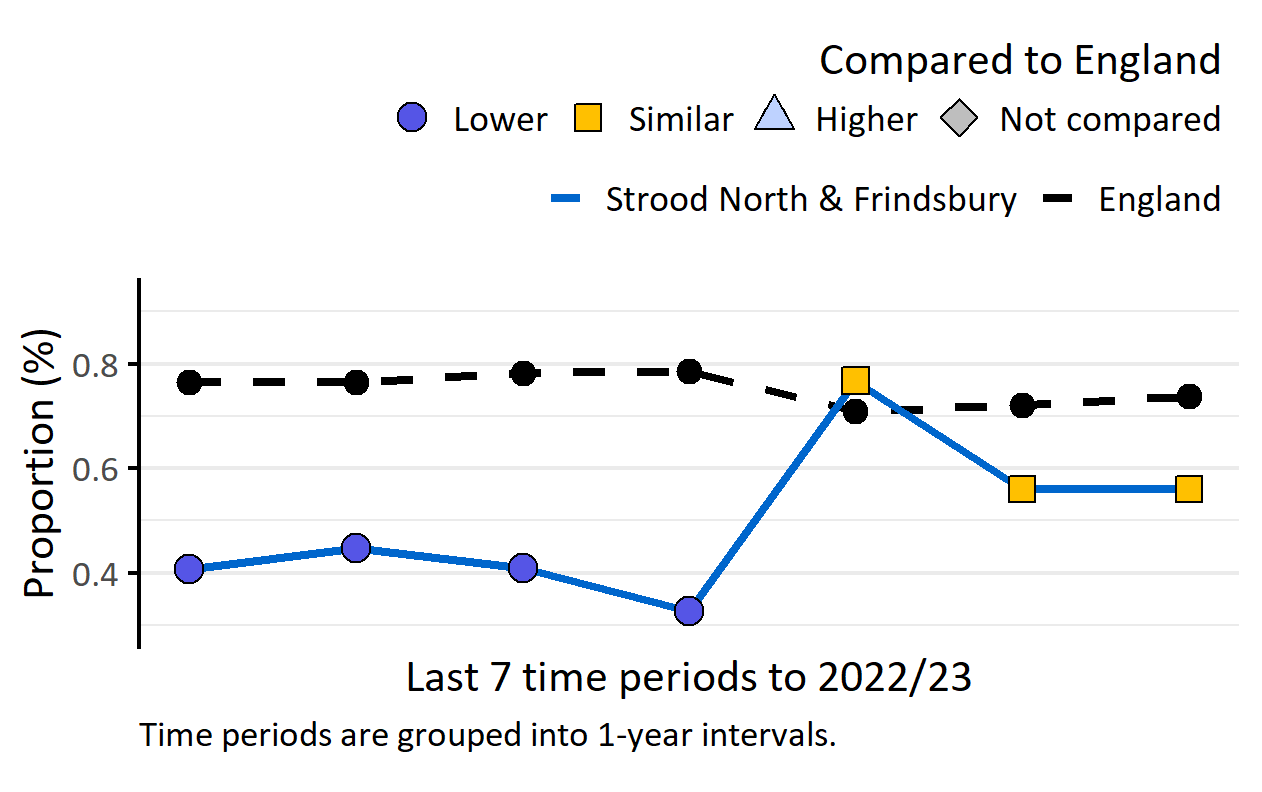 Compared to England
Lower Similar Higher Not compared
Strood North & Frindsbury England
Proportion (%)
0.8
0.6
0.4
Last 7 time periods to 2022/23
Time periods are grouped into 1-year intervals.